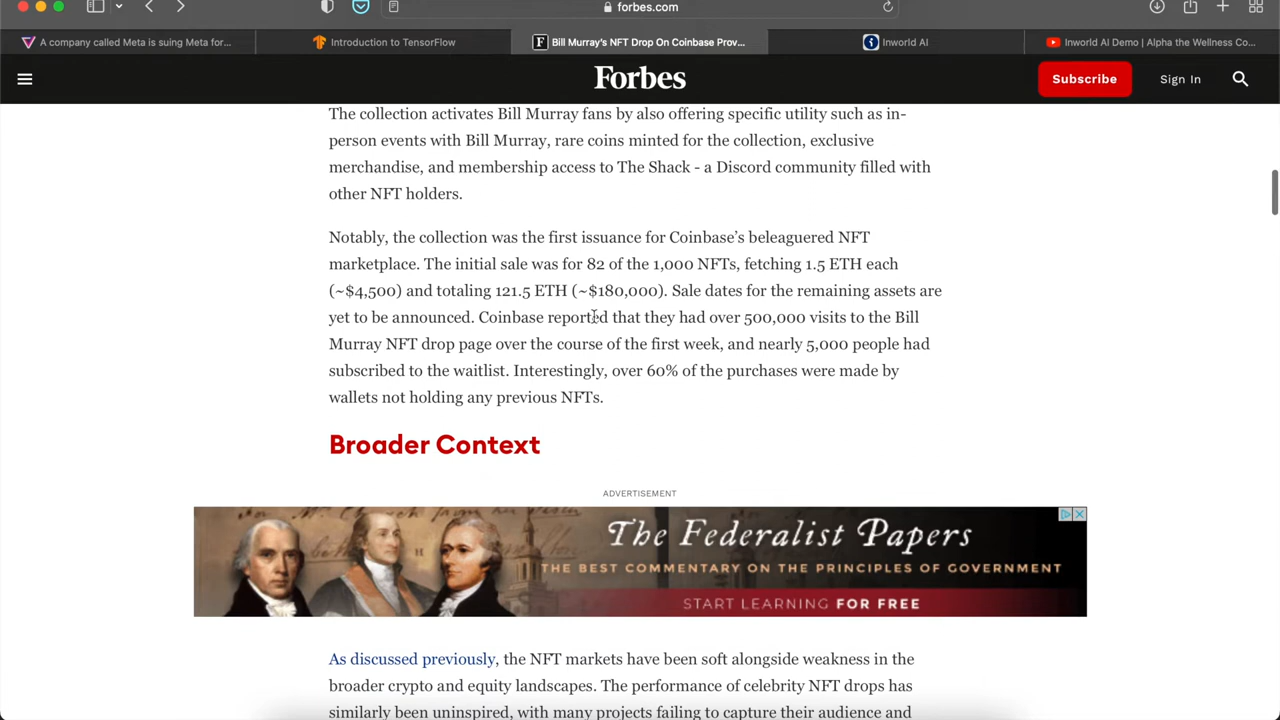 forbes.com
A company called Meta is suing Meta for...
Introduction to TensorFlow
F Bill Murray's NFT Drop On Coinbase Prov...
Inworld AI
Inworld AI Demo | Alpha the Wellness Co...
Forbes
Subscribe
Sign In
The collection activates Bill Murray fans by also offering specific utility such as in-
person events with Bill Murray, rare coins minted for the collection, exclusive
merchandise, and membership access to The Shack - a Discord community filled with
other NFT holders.
Notably, the collection was the first issuance for Coinbase’s beleaguered NFT
marketplace. The initial sale was for 82 of the 1,000 NFTs, fetching 1.5 ETH each
(~$4,500) and totaling 121.5 ETH (~$180,000). Sale dates for the remaining assets are
yet to be announced. Coinbase reported that they had over 500,000 visits to the Bill
Murray NFT drop page over the course of the first week, and nearly 5,000 people had
subscribed to the waitlist. Interestingly, over 60% of the purchases were made by
wallets not holding any previous NFTs.
Broader Context
ADVERTISEMENT
The Federalist Papers
THE BEST COMMENTARY ON THE PRINCIPLES OF GOVERNMENT
START LEARNING FOR FREE
As discussed previously, the NFT markets have been soft alongside weakness in the
broader crypto and equity landscapes. The performance of celebrity NFT drops has
similarly been uninspired, with many projects failing to capture their audience and